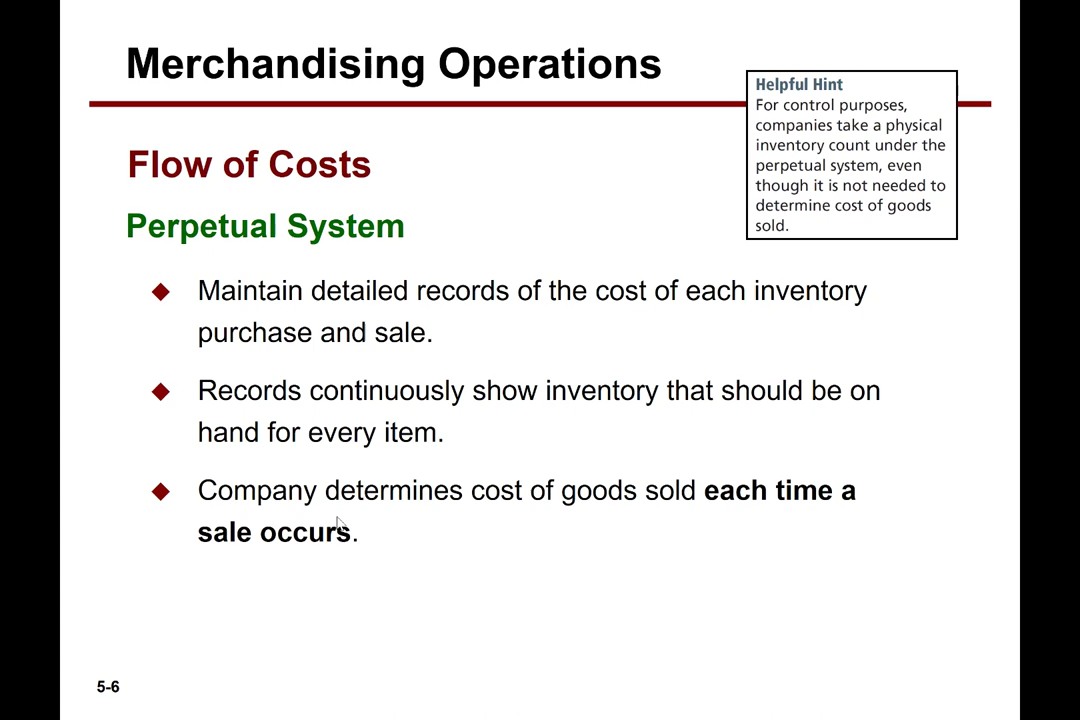 Merchandising Operations
Helpful Hint
For control purposes,
companies take a physical
inventory count under the
perpetual system, even
though it is not needed to
determine cost of goods
sold.
Flow of Costs
Perpetual System
Maintain detailed records of the cost of each inventory
purchase and sale.
Records continuously show inventory that should be on
hand for every item.
Company determines cost of goods sold each time a
sale occurs.
5-6